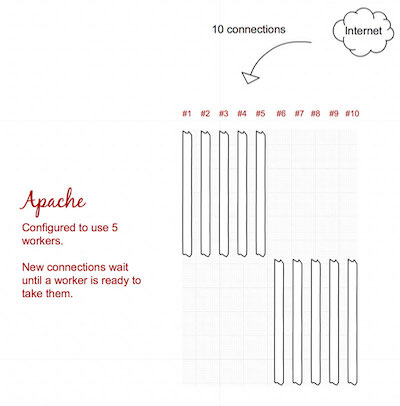 10 connections
Internet
#1 #2 #3 #4 #5 #6 #7 #8 #9 #10
Apache
Configured to use 5
workers.
New connections wait
until a worker is ready to
take them.